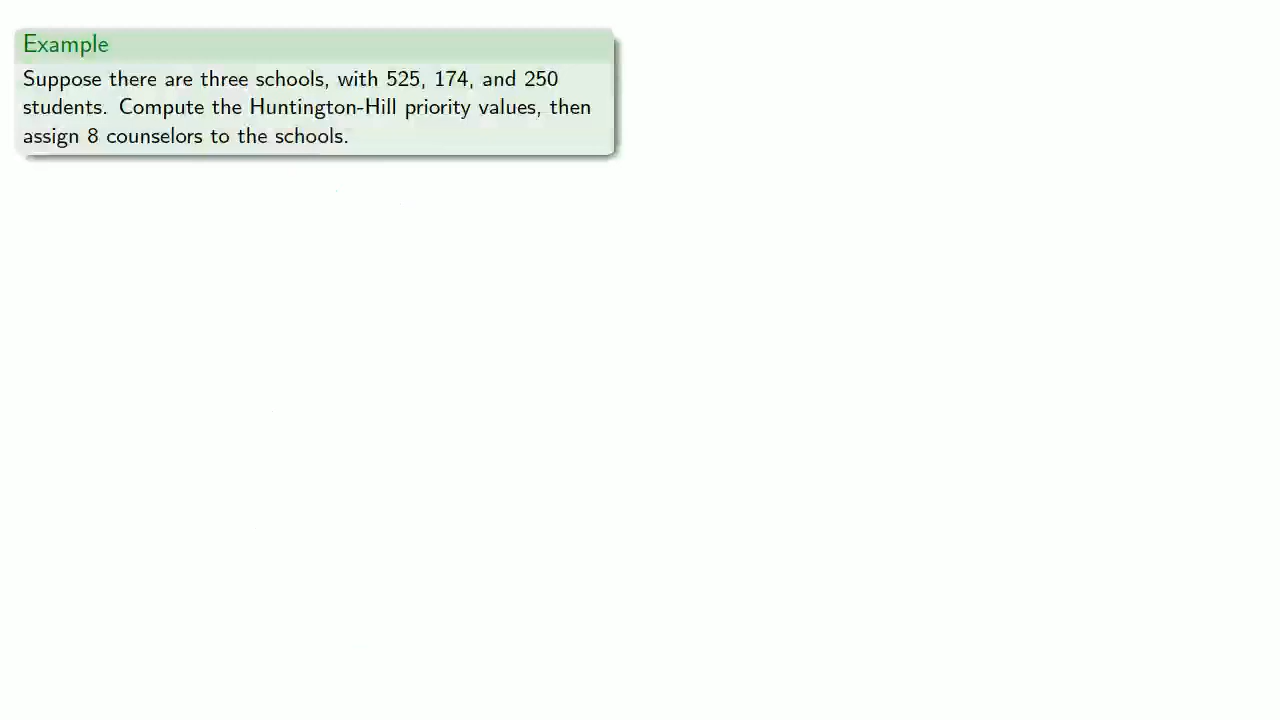 Example
Suppose there are three schools, with 525, 174, and 250
students. Compute the Huntington-Hill priority values, then
assign 8 counselors to the schools.